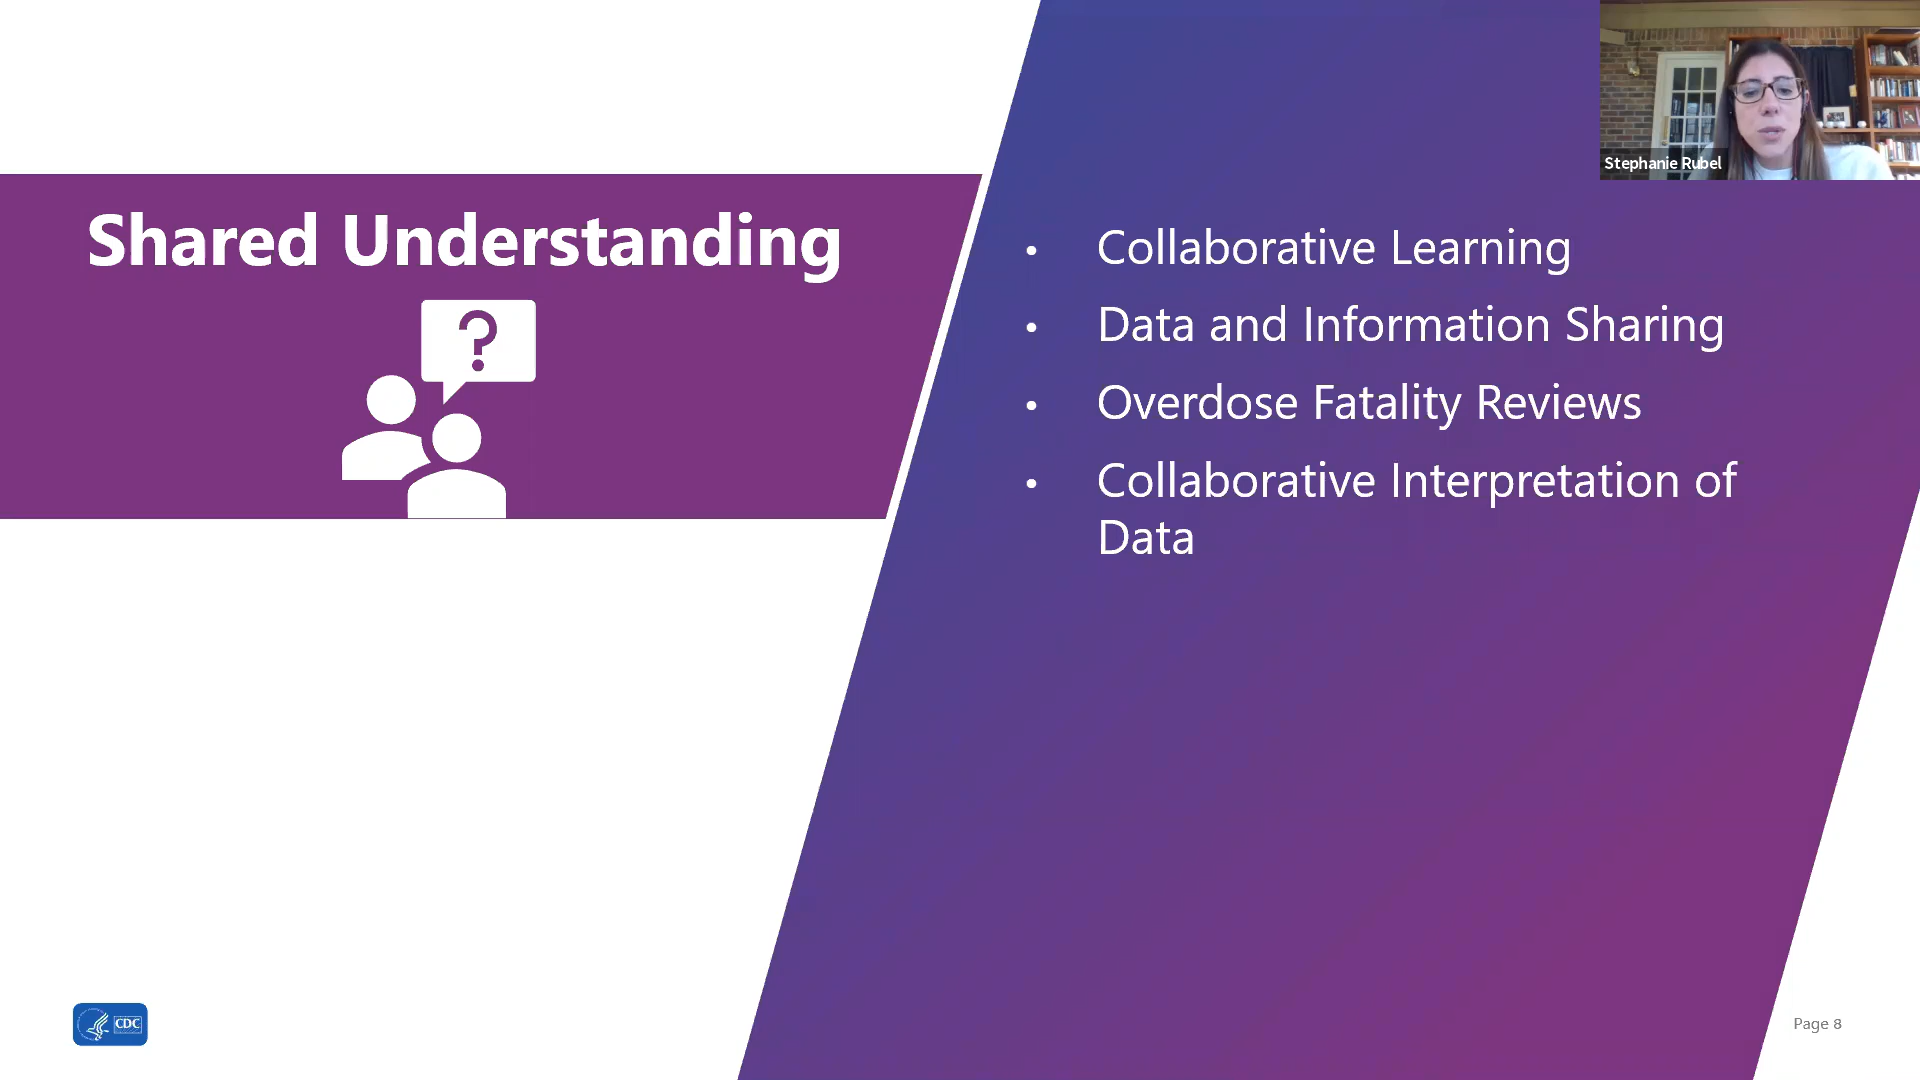 Stephanie Rubel
Shared Understanding
?
• Collaborative Learning
• Data and Information Sharing
• Overdose Fatality Reviews
• Collaborative Interpretation of
Data
CDC
Page 8